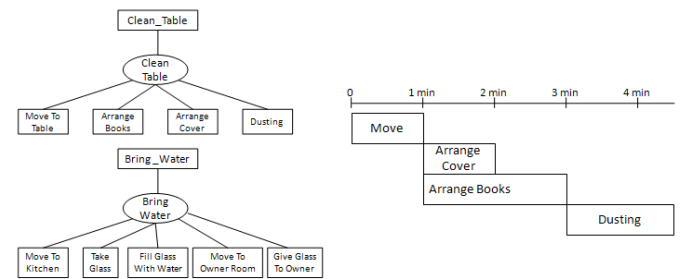 Clean_Table
Clean
Table
Move To
Table
Arrange
Books
Arrange
Cover
Dusting
Bring_Water
Bring
Water
Move To
Kitchen
Take
Glass
Fill Glass
With Water
Move To
Owner Room
Give Glass
To Owner
0
1 min
2 min
3 min
4 min
Move
Arrange
Cover
Arrange Books
Dusting